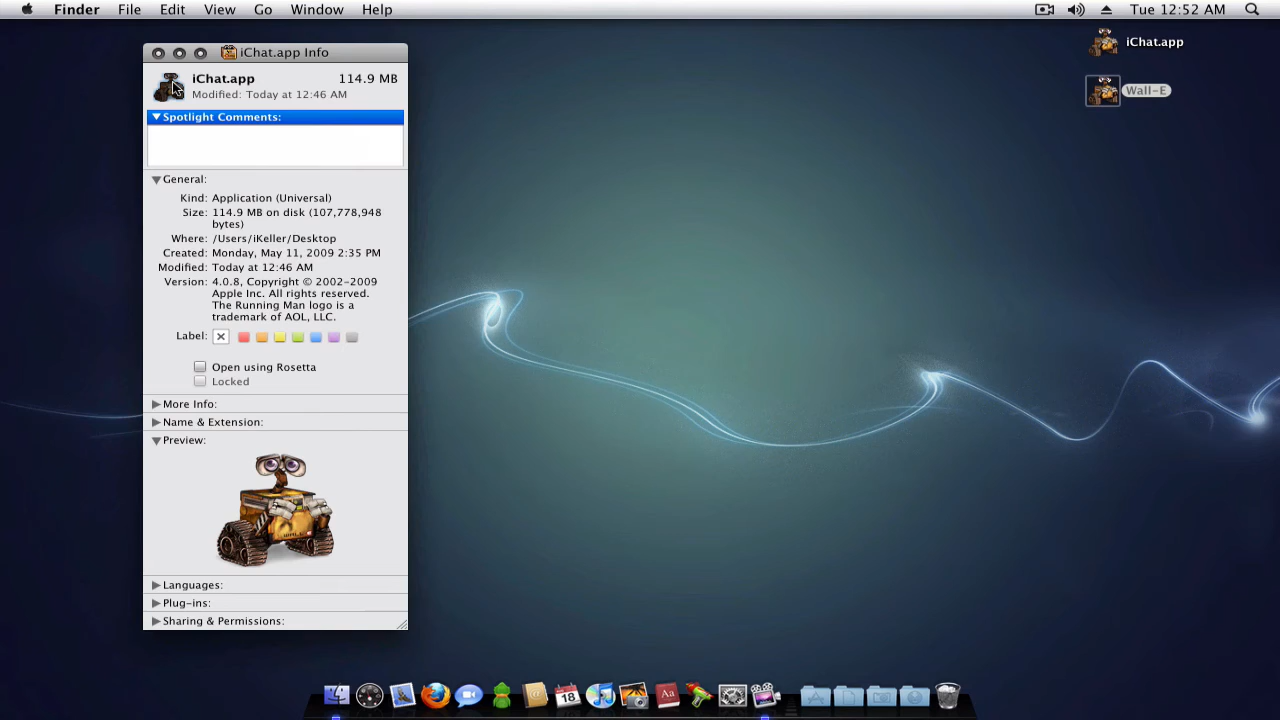 Finder File Edit View Go Window Help Tue 12:52 AM
iChat.app Info
iChat.app 114.9 MB
Modified: Today at 12:46 AM
Spotlight Comments:
General:
Kind: Application (Universal)
Size: 114.9 MB on disk (107,778,948
bytes)
Where: /Users/iKeller/Desktop
Created: Monday, May 11, 2009 2:35 PM
Modified: Today at 12:46 AM
Version: 4.0.8, Copyright © 2002-2009
Apple Inc. All rights reserved.
The Running Man logo is a
trademark of AOL, LLC.
Label:
Open using Rosetta
Locked
More Info:
Name & Extension:
Preview:
Languages:
Plug-ins:
Sharing & Permissions:
iChat.app
Wall-E
18
Aa